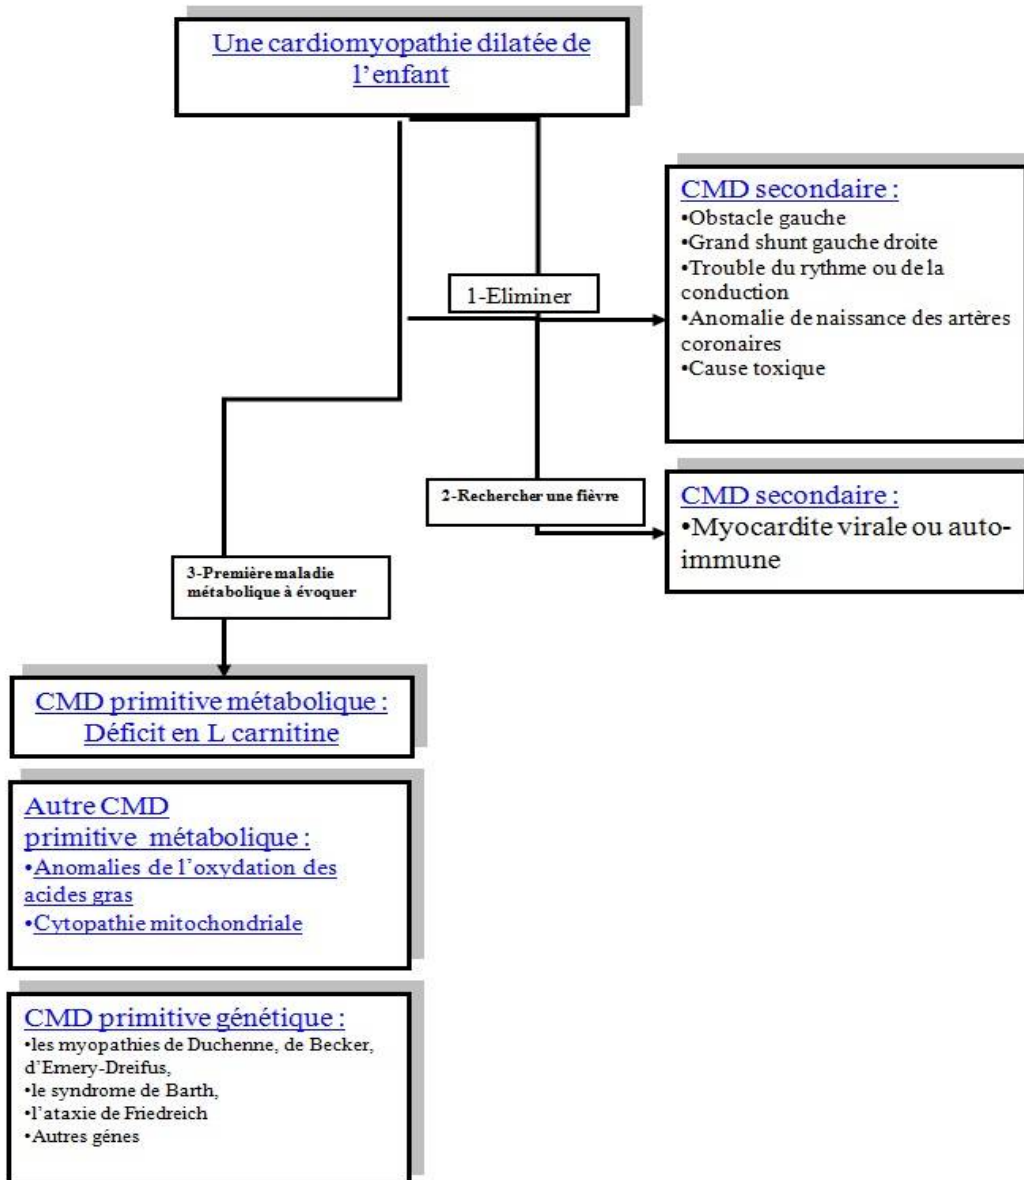 Une cardiomyopathie dilatée de
l’enfant
CMD secondaire :
•Obstacle gauche
•Grand shunt gauche droite
•Trouble du rythme ou de la
conduction
•Anomalie de naissance des artères
coronaires
•Cause toxique
1-Eliminer
2-Rechercher une fièvre
CMD secondaire :
•Myocardite virale ou auto-
immune
3-Première maladie
métabolique à évoquer
CMD primitive métabolique :
Déficit en L carnitine
Autre CMD
primitive métabolique :
•Anomalies de l’oxydation des
acides gras
•Cytopathie mitochondriale
CMD primitive génétique :
•les myopathies de Duchenne, de Becker,
d’Emery-Dreifus,
•le syndrome de Barth,
•l’ataxie de Friedreich
•Autres génes